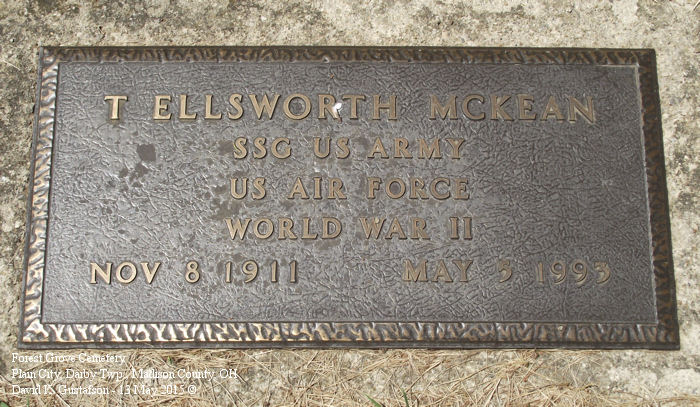 T ELLSWORTH MCKEAN
SSG US ARMY
US AIR FORCE
WORLD WAR II
NOV 8 1911 MAY 5 1993
Forest Grove Cemetery
Plain City, Darby Twp., Madison County, OH
David K. Gustafson - 13 May 2015 ©